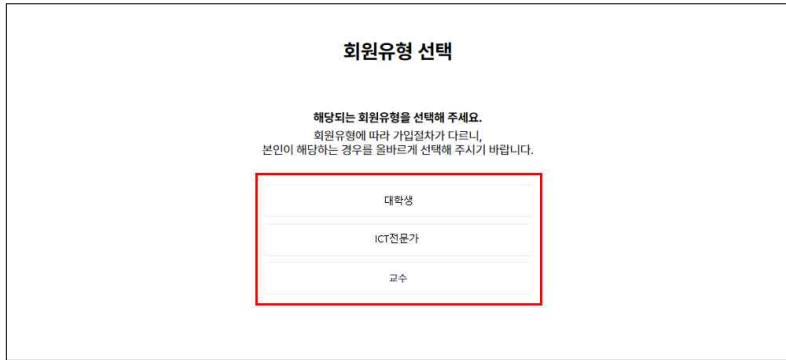 회원유형 선택
해당되는 회원유형을 선택해 주세요.
회원유형에 따라 가입절차가 다르니,
본인이 해당하는 경우를 올바르게 선택해 주시기 바랍니다.
대학생
ICT전문가
교수